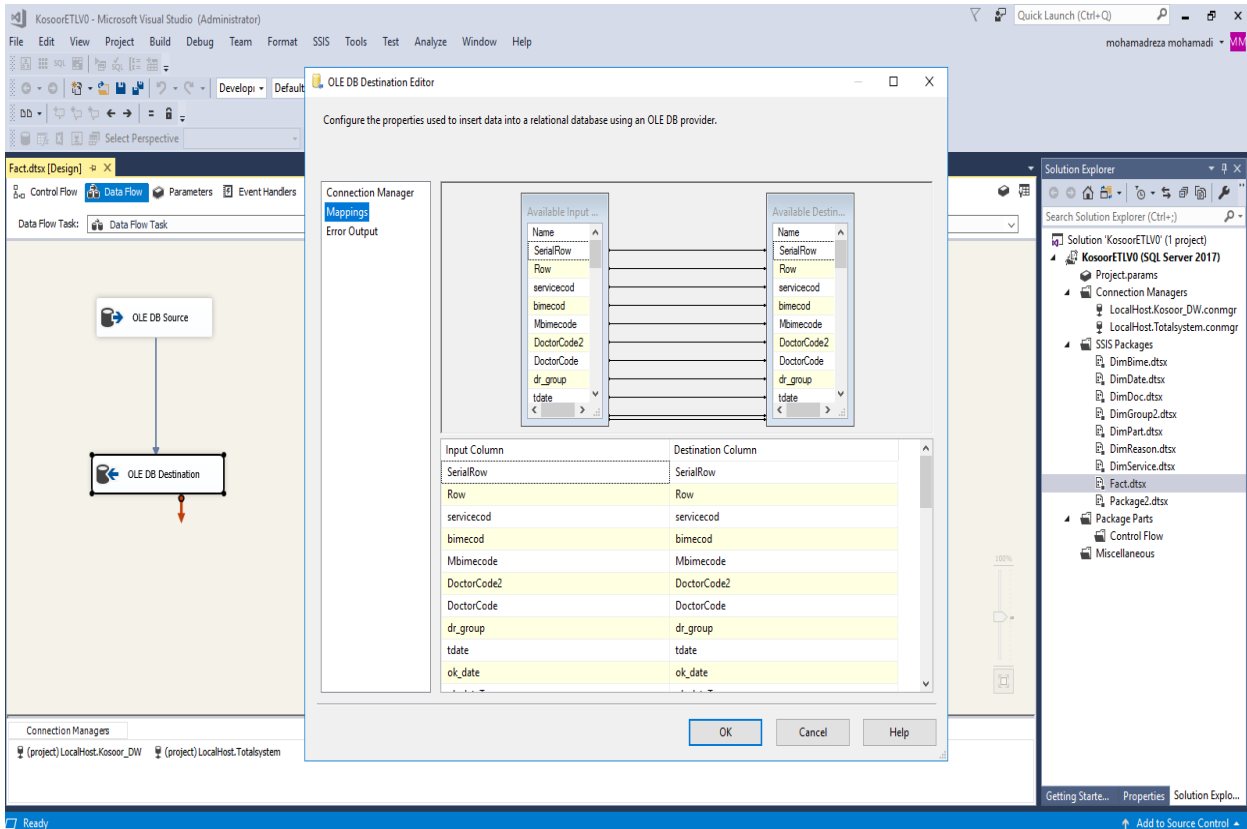 KosoorETLV0 - Microsoft Visual Studio (Administrator)
Quick Launch (Ctrl+Q)
File Edit View Project Build Debug Team Format SSIS Tools Test Analyze Window Help
mohamadreza mohamadi
MM
SQL
Developı
Default
Select Perspective
Fact.dtsx [Design]
Control Flow
Data Flow
Parameters
Event Handlers
Data Flow Task:
Data Flow Task
OLE DB Source
OLE DB Destination
100%
OLE DB Destination Editor
Configure the properties used to insert data into a relational database using an OLE DB provider.
Connection Manager
Mappings
Error Output
Available Input ...
Name
SerialRow
Row
servicecod
bimecod
Mbimecode
DoctorCode2
DoctorCode
dr_group
tdate
Available Destin...
Name
SerialRow
Row
servicecod
bimecod
Mbimecode
DoctorCode2
DoctorCode
dr_group
tdate
Input Column Destination Column
SerialRow SerialRow
Row Row
servicecod servicecod
bimecod bimecod
Mbimecode Mbimecode
DoctorCode2 DoctorCode2
DoctorCode DoctorCode
dr_group dr_group
tdate tdate
ok_date ok_date
OK Cancel Help
Solution Explorer
Search Solution Explorer (Ctrl+;)
Solution 'KosoorETLV0' (1 project)
KosoorETLV0 (SQL Server 2017)
Project.params
Connection Managers
LocalHost.Kosoor_DW.conmgr
LocalHost.Totalsystem.conmgr
SSIS Packages
DimBime.dtsx
DimDate.dtsx
DimDoc.dtsx
DimGroup2.dtsx
DimPart.dtsx
DimReason.dtsx
DimService.dtsx
Fact.dtsx
Package2.dtsx
Package Parts
Control Flow
Miscellaneous
Connection Managers
(project) LocalHost.Kosoor_DW
(project) LocalHost.Totalsystem
Getting Starte... Properties Solution Explo...
Ready
Add to Source Control